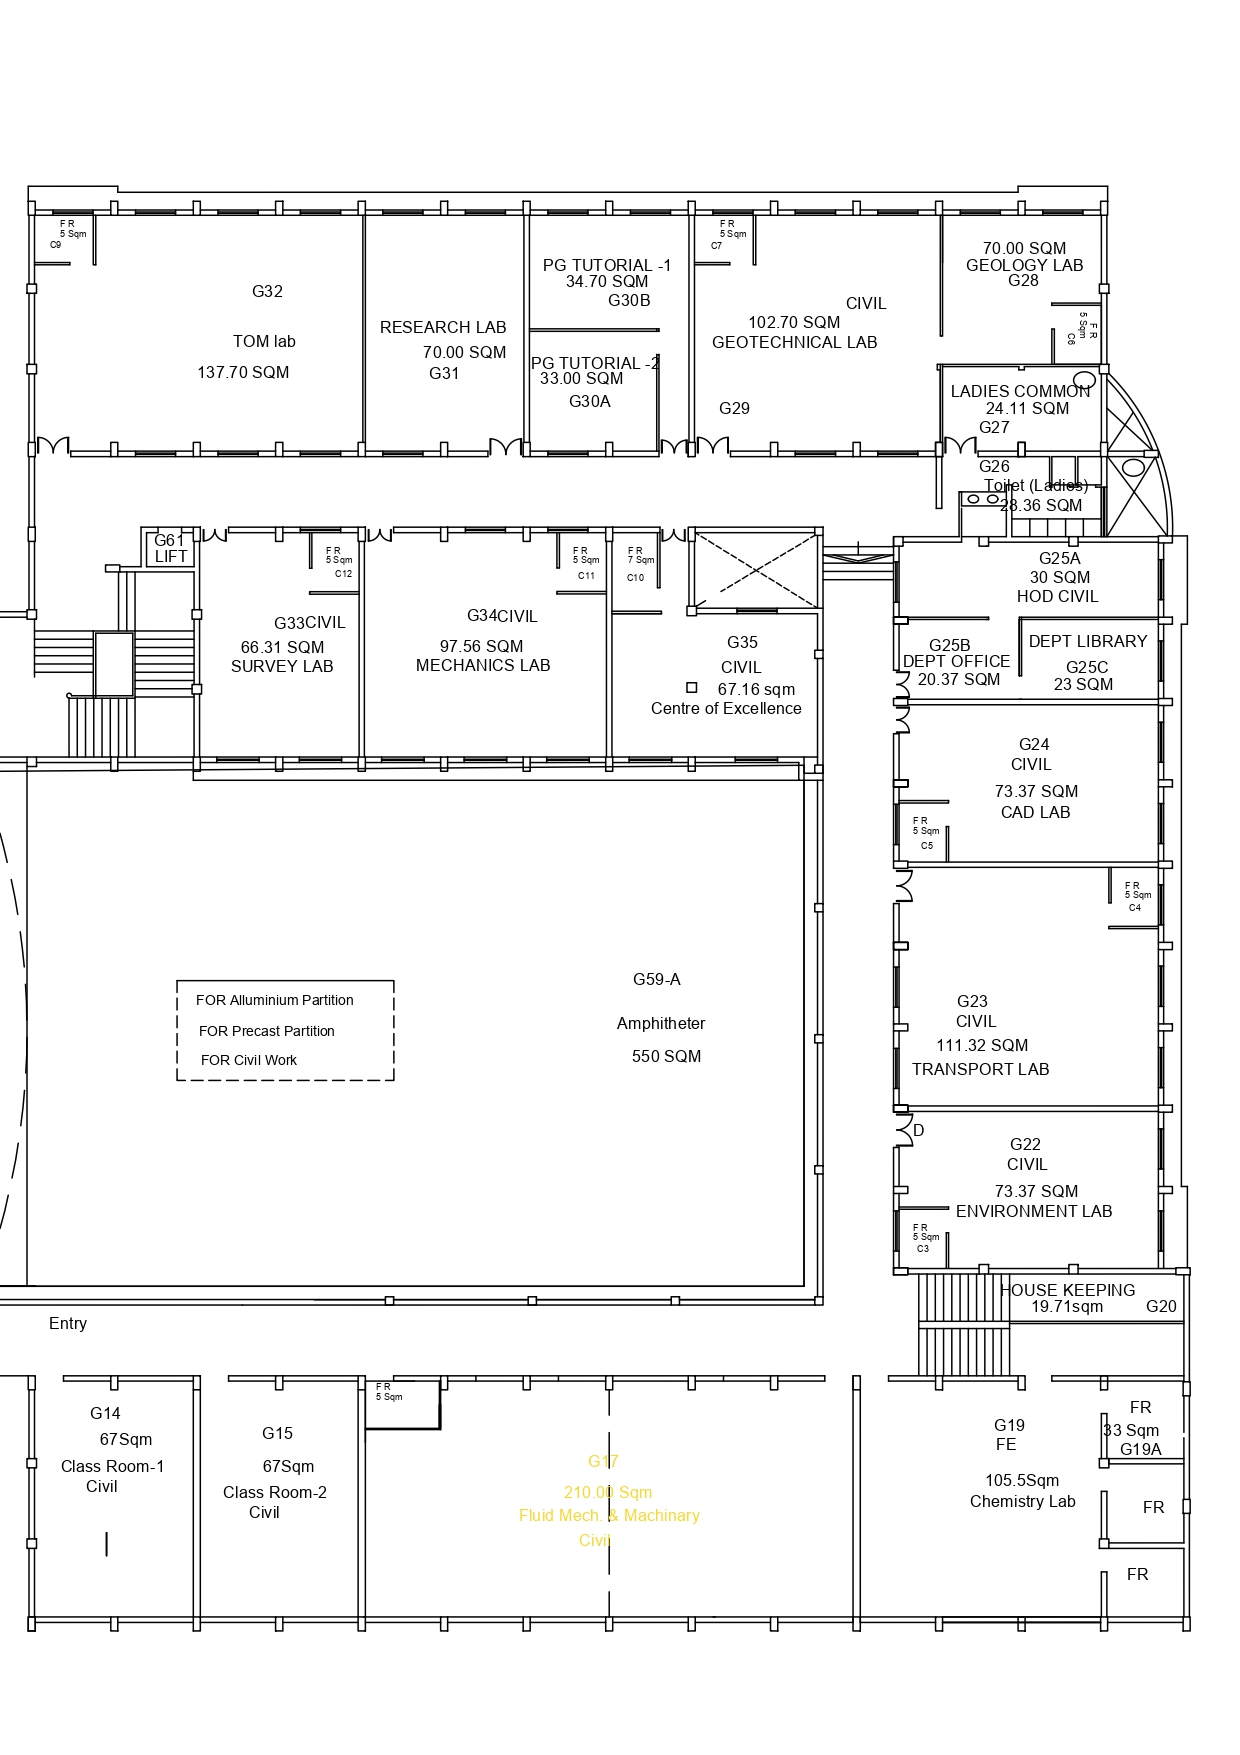 F R
5 Sqm
C9
G32
TOM lab
137.70 SQM
RESEARCH LAB
70.00 SQM
G31
PG TUTORIAL -1
34.70 SQM
G30B
PG TUTORIAL -2
33.00 SQM
G30A
F R
5 Sqm
C7
CIVIL
102.70 SQM
GEOTECHNICAL LAB
G29
70.00 SQM
GEOLOGY LAB
G28
F R
5 Sqm
C6
LADIES COMMON
24.11 SQM
G27
G26
Toilet (Ladies)
28.36 SQM
G61
LIFT
F R
5 Sqm
C12
G33CIVIL
66.31 SQM
SURVEY LAB
F R
5 Sqm
C11
G34CIVIL
97.56 SQM
MECHANICS LAB
F R
7 Sqm
C10
G35
CIVIL
67.16 sqm
Centre of Excellence
G25A
30 SQM
HOD CIVIL
G25B
DEPT OFFICE
20.37 SQM
DEPT LIBRARY
G25C
23 SQM
G24
CIVIL
73.37 SQM
CAD LAB
F R
5 Sqm
C5
F R
5 Sqm
C4
G23
CIVIL
111.32 SQM
TRANSPORT LAB
D
G22
CIVIL
73.37 SQM
ENVIRONMENT LAB
F R
5 Sqm
C3
FOR Alluminium Partition
FOR Precast Partition
FOR Civil Work
G59-A
Amphitheter
550 SQM
HOUSE KEEPING
19.71sqm
G20
Entry
G14
67Sqm
Class Room-1
Civil
G15
67Sqm
Class Room-2
Civil
F R
5 Sqm
G17
210.00 Sqm
Fluid Mech. & Machinary
Civil
G19
FE
105.5Sqm
Chemistry Lab
FR
33 Sqm
G19A
FR
FR